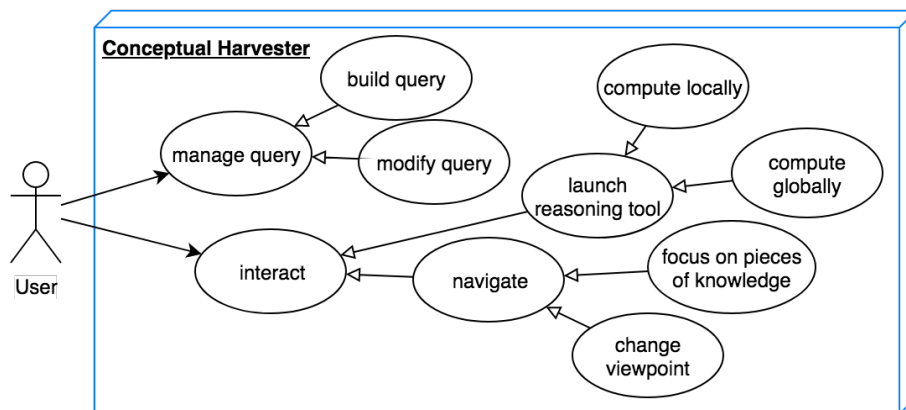 Conceptual Harvester
build query
compute locally
manage query
modify query
compute
globally
launch
reasoning tool
focus on pieces
of knowledge
interact
navigate
User
change
viewpoint